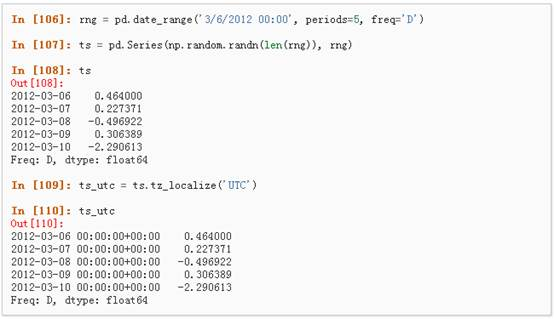 In [106]: rng = pd.date_range('3/6/2012 00:00', periods=5, freq='D')
In [107]: ts = pd.Series(np.random.randn(len(rng)), rng)
In [108]: ts
Out[108]:
2012-03-06    0.464000
2012-03-07    0.227371
2012-03-08   -0.496922
2012-03-09    0.306389
2012-03-10   -2.290613
Freq: D, dtype: float64
In [109]: ts_utc = ts.tz_localize('UTC')
In [110]: ts_utc
Out[110]:
2012-03-06 00:00:00+00:00    0.464000
2012-03-07 00:00:00+00:00    0.227371
2012-03-08 00:00:00+00:00   -0.496922
2012-03-09 00:00:00+00:00    0.306389
2012-03-10 00:00:00+00:00   -2.290613
Freq: D, dtype: float64